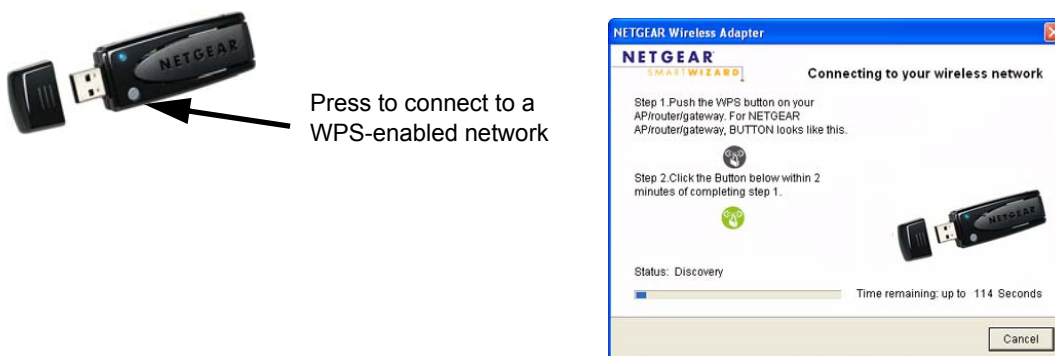 NETGEAR
Press to connect to a
WPS-enabled network
NETGEAR Wireless Adapter
NETGEAR
SMARTWIZARD
Connecting to your wireless network
Step 1.Push the WPS button on your
AP/router/gateway. For NETGEAR
AP/router/gateway, BUTTON looks like this.
Step 2.Click the Button below within 2
minutes of completing step 1.
NETGEAR
Status: Discovery
Time remaining: up to 114 Seconds
Cancel